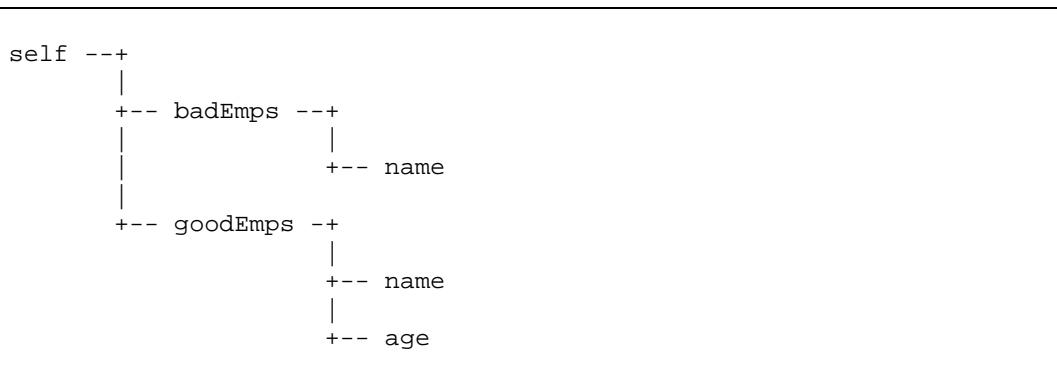 self --+
       |
       +-- badEmps --+
       |             |
       |             +-- name
       |
       +-- goodEmps -+
                     |
                     +-- name
                     |
                     +-- age